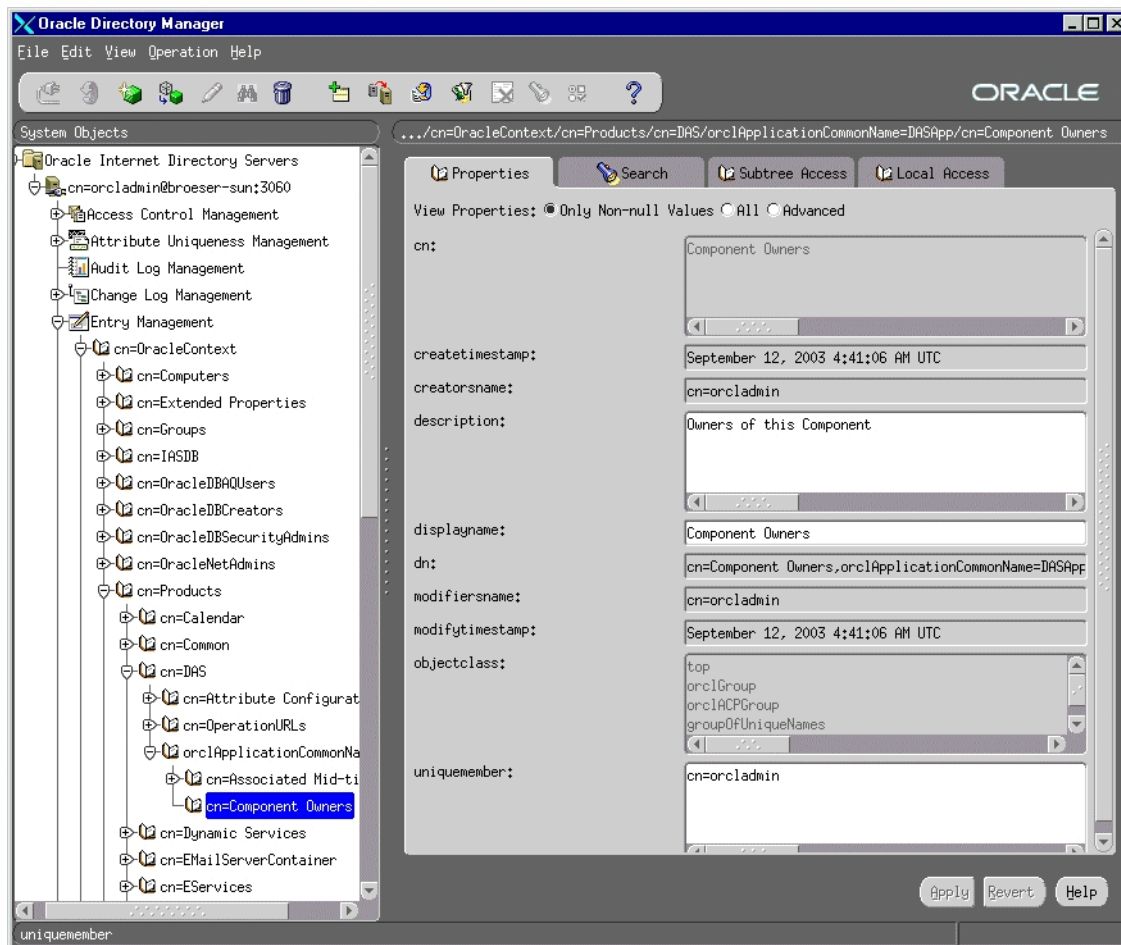 Oracle Directory Manager
File Edit View Operation Help
ORACLE
System Objects
.../cn=OracleContext/cn=Products/cn=DAS/orclApplicationCommonName=DASApp/cn=Component Owners
Oracle Internet Directory Servers
cn=orcladmin@broeser-sun:3060
Access Control Management
Attribute Uniqueness Management
Audit Log Management
Change Log Management
Entry Management
cn=OracleContext
cn=Computers
cn=Extended Properties
cn=Groups
cn=IASDB
cn=OracleDBAQUsers
cn=OracleDBCreators
cn=OracleDBSecurityAdmins
cn=OracleNetAdmins
cn=Products
cn=Calendar
cn=Common
cn=DAS
cn=Attribute Configurat
cn=OperationURLs
orclApplicationCommonNa
cn=Associated Mid-ti
cn=Component Owners
cn=Dynamic Services
cn=EMailServerContainer
cn=EServices
Properties Search Subtree Access Local Access
View Properties: Only Non-null Values All Advanced
cn: Component Owners
createtimestamp: September 12, 2003 4:41:06 AM UTC
creatorsname: cn=orcladmin
description: Owners of this Component
displayname: Component Owners
dn: cn=Component Owners,orclApplicationCommonName=DASApp
modifiersname: cn=orcladmin
modifytimestamp: September 12, 2003 4:41:06 AM UTC
objectclass: top
orclGroup
orclACPGroup
groupOfUniqueNames
uniquemember: cn=orcladmin
Apply Revert Help
uniquemember